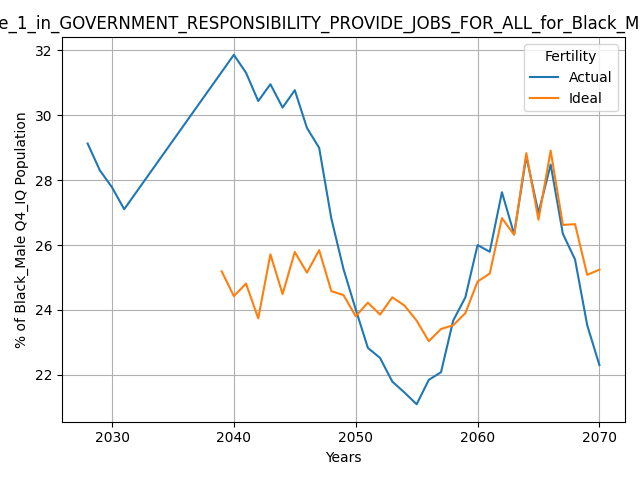 e_1_in_GOVERNMENT_RESPONSIBILITY_PROVIDE_JOBS_FOR_ALL_for_Black_M
Fertility
Actual
Ideal
% of Black_Male Q4_IQ Population
32
30
28
26
24
22
2030
2040
2050
2060
2070
Years